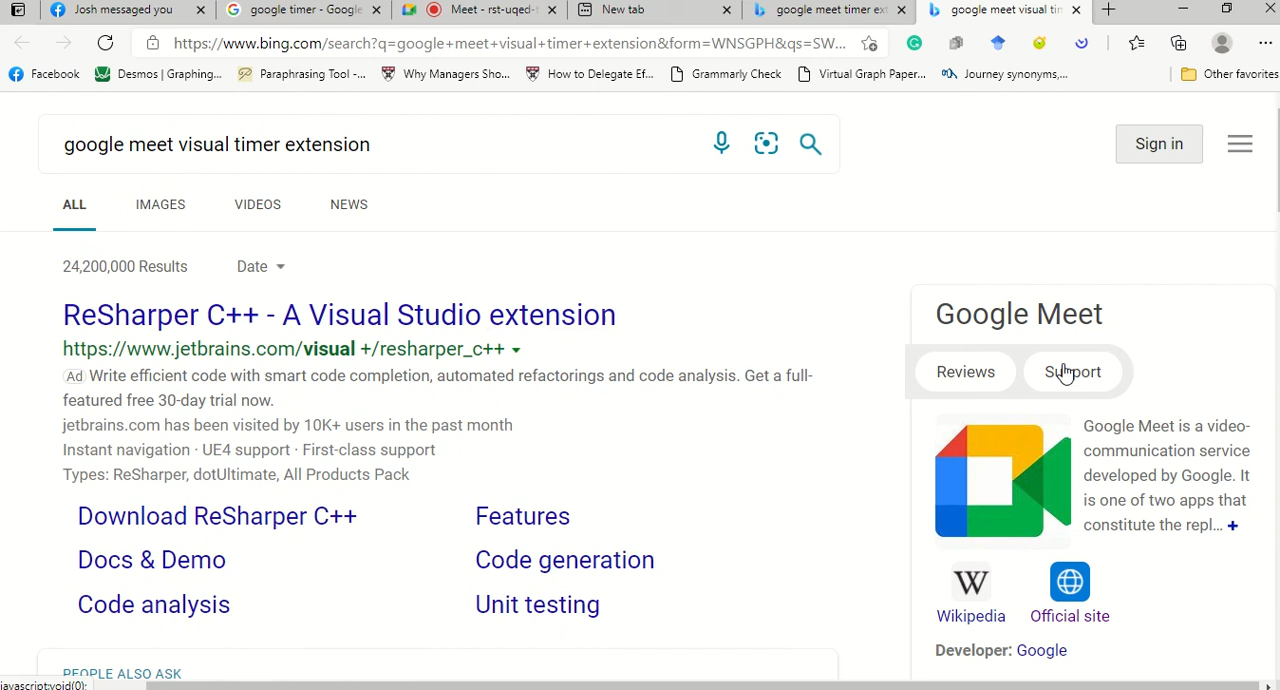 Josh messaged you
google timer - Google
Meet - rst-uqed-
New tab
google meet timer ex
google meet visual tim
https://www.bing.com/search?q=google+meet+visual+timer+extension&form=WNSGPH&qs=SW...
Facebook
Desmos | Graphing...
Paraphrasing Tool -...
Why Managers Sho...
How to Delegate Ef...
Grammarly Check
Virtual Graph Paper...
Journey synonyms,...
Other favorites
google meet visual timer extension
Sign in
ALL
IMAGES
VIDEOS
NEWS
24,200,000 Results
Date
ReSharper C++ - A Visual Studio extension
https://www.jetbrains.com/visual +/resharper_c++
Ad Write efficient code with smart code completion, automated refactorings and code analysis. Get a full-
featured free 30-day trial now.
jetbrains.com has been visited by 10K+ users in the past month
Instant navigation · UE4 support · First-class support
Types: ReSharper, dotUltimate, All Products Pack
Download ReSharper C++
Features
Docs & Demo
Code generation
Code analysis
Unit testing
PEOPLE ALSO ASK
Google Meet
Reviews
Support
Google Meet is a video-
communication service
developed by Google. It
is one of two apps that
constitute the repl... +
W
Wikipedia
Official site
Developer: Google
javascript:void(0);